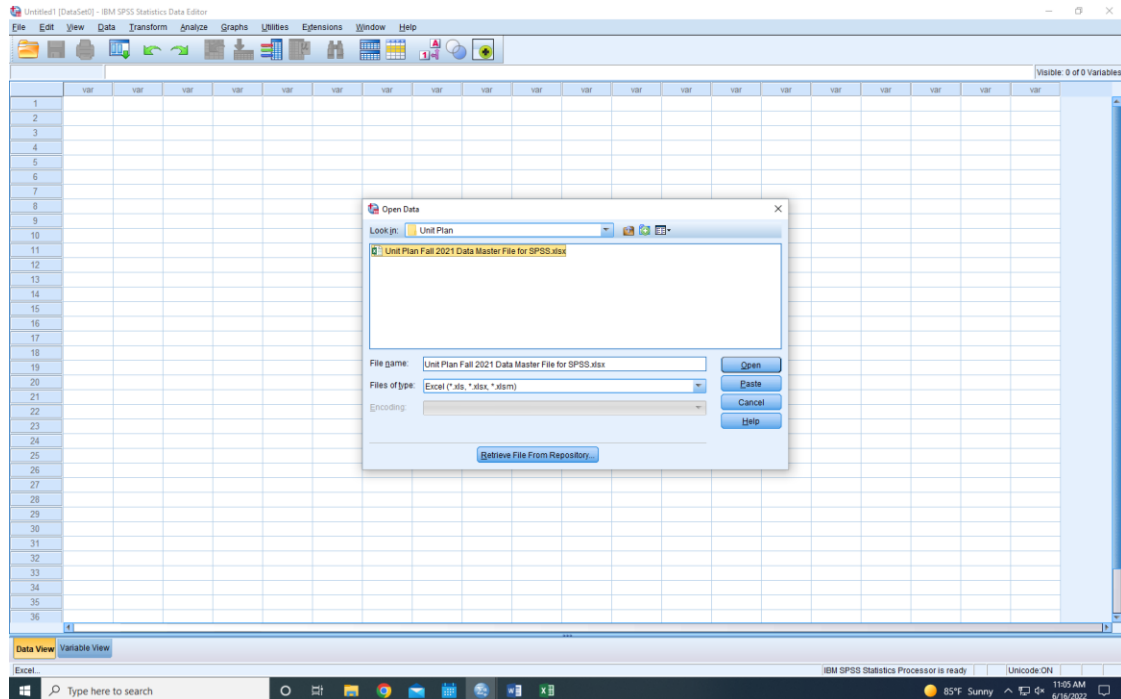 Untitled1 [DataSet0] - IBM SPSS Statistics Data Editor
File Edit View Data Transform Analyze Graphs Utilities Extensions Window Help
Visible: 0 of 0 Variables
var var var var var var var var var var var var var var var var var var var var
1
2
3
4
5
6
7
8
9
10
11
12
13
14
15
16
17
18
19
20
21
22
23
24
25
26
27
28
29
30
31
32
33
34
35
36
Open Data
Look in: Unit Plan
Unit Plan Fall 2021 Data Master File for SPSS.xlsx
File name: Unit Plan Fall 2021 Data Master File for SPSS.xlsx Open
Files of type: Excel (*.xls, *.xlsx, *.xlsm) Paste
Encoding: Cancel
Help
Retrieve File From Repository...
Data View Variable View
Excel... IBM SPSS Statistics Processor is ready Unicode:ON
Type here to search 85°F Sunny 11:05 AM
6/16/2022